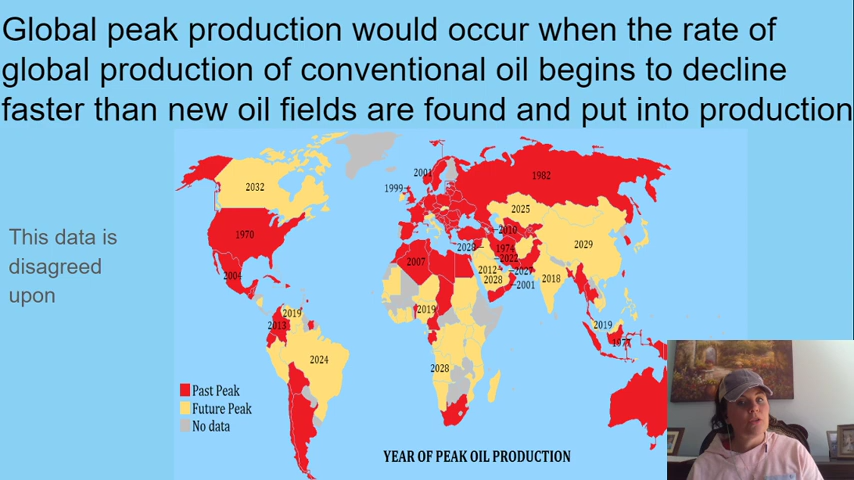 Global peak production would occur when the rate of
global production of conventional oil begins to decline
faster than new oil fields are found and put into production
This data is
disagreed
upon
2032
1970
2004
2019
2013
2024
1999
2001
1982
2025
2029
2010
1974
2028
2022
2012
2028
2027
2001
2018
2007
2019
2028
2019
1977
Past Peak
Future Peak
No data
YEAR OF PEAK OIL PRODUCTION